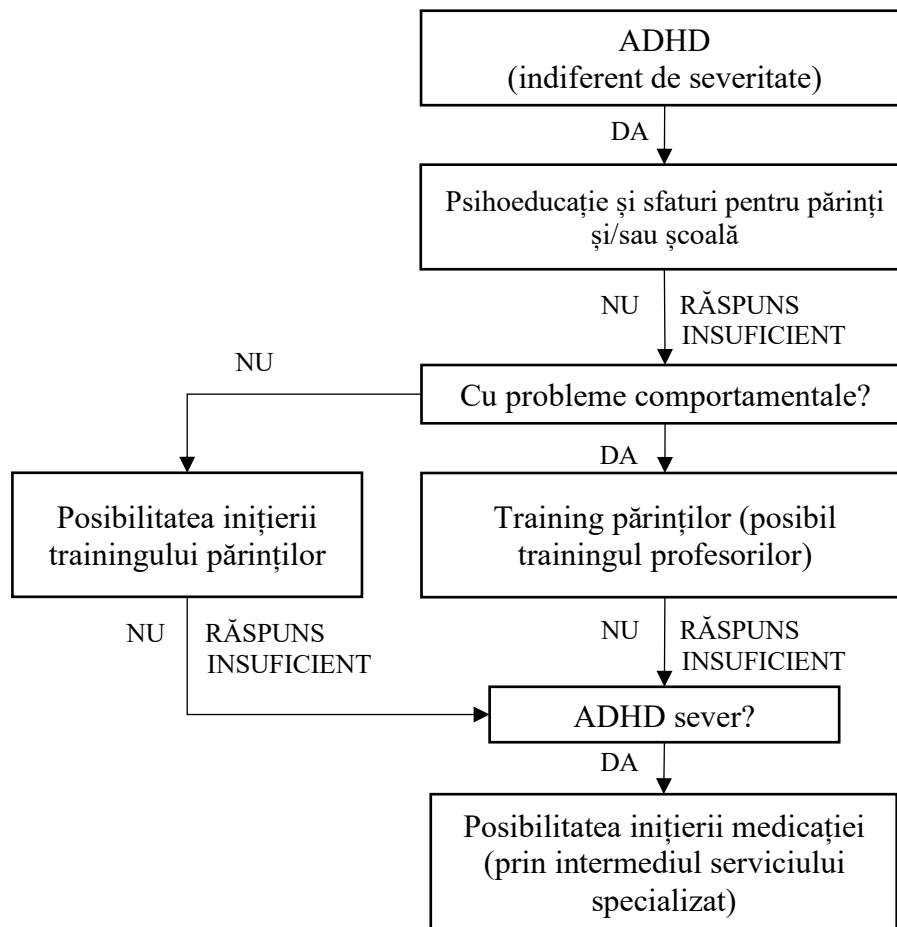 ADHD
(indiferent de severitate)
DA
Psihoeducație și sfaturi pentru părinți
și/sau școală
NU RĂSPUNS
INSUFICIENT
NU
Cu probleme comportamentale?
DA
Posibilitatea inițierii
trainingului părinților
Training părinților (posibil
trainingul profesorilor)
NU RĂSPUNS
INSUFICIENT
NU RĂSPUNS
INSUFICIENT
ADHD sever?
DA
Posibilitatea inițierii medicației
(prin intermediul serviciului
specializat)